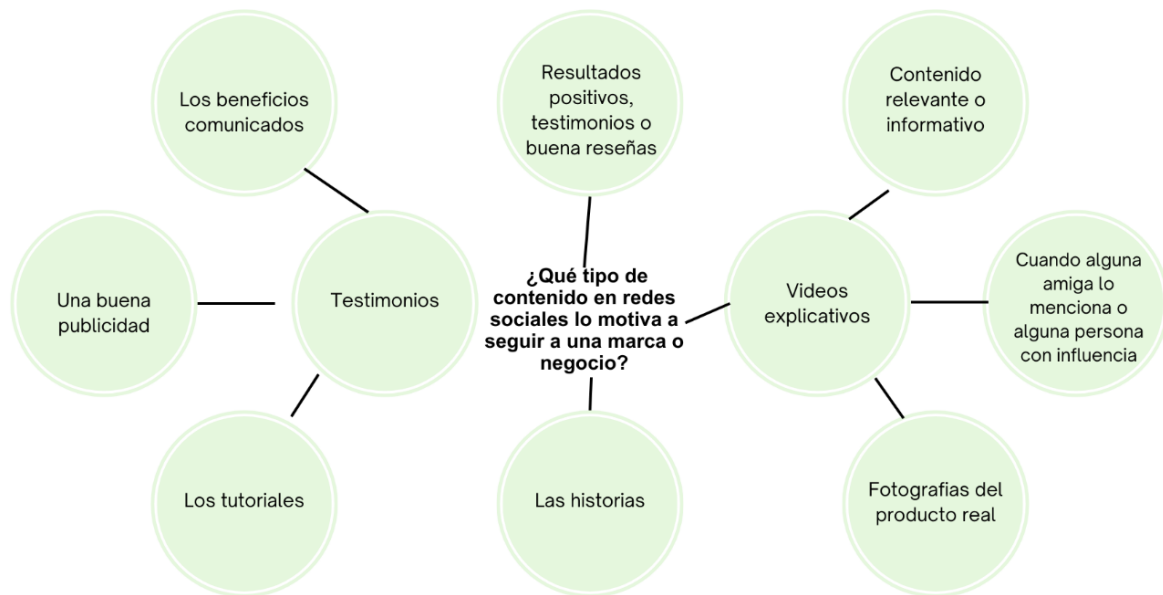 Los beneficios
comunicados
Resultados
positivos,
testimonios o
buena reseñas
Contenido
relevante o
informativo
Una buena
publicidad
Testimonios
¿Qué tipo de
contenido en redes
sociales lo motiva a
seguir a una marca o
negocio?
Videos
explicativos
Cuando alguna
amiga lo
menciona o
alguna persona
con influencia
Los tutoriales
Las historias
Fotografias del
producto real